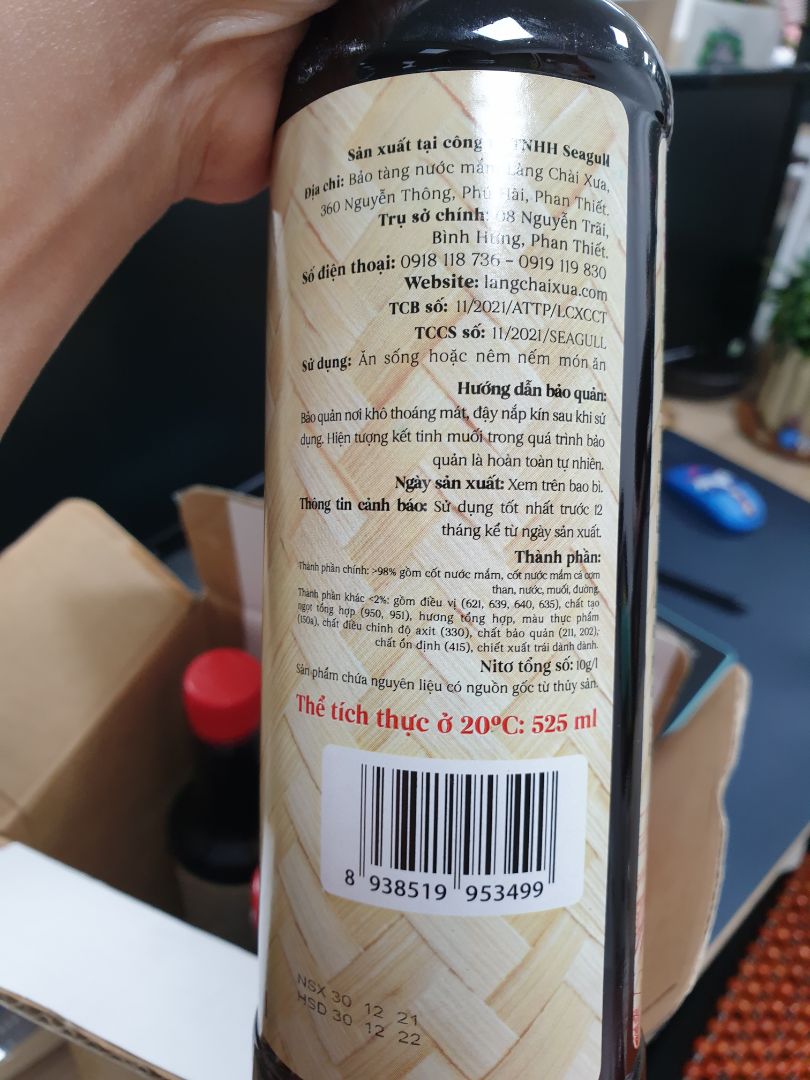 Sản xuất tại công TNHH Seagull
Địa chỉ: Bảo tàng nước mắm Làng Chài Xưa,
360 Nguyễn Thông, Phú Hài, Phan Thiết.
Trụ sở chính: 08 Nguyễn Trãi,
Bình Hưng, Phan Thiết.
Số điện thoại: 0918 118 736 - 0919 119 830
Website: langchaixua.com
TCB số: 11/2021/ATTP/LCXCCT
TCCS số: 11/2021/SEAGULL
Sử dụng: Ăn sống hoặc nêm nếm món ăn
Hướng dẫn bảo quản:
Bảo quản nơi khô thoáng mát, đậy nắp kín sau khi sử
dụng. Hiện tượng kết tinh muối trong quá trình bảo
quản là hoàn toàn tự nhiên.
Ngày sản xuất: Xem trên bao bì.
Thông tin cảnh báo: Sử dụng tốt nhất trước 12
tháng kể từ ngày sản xuất.
Thành phần:
Thành phần chính: >98% gồm cốt nước mắm, cốt nước mắm cá cơm
than, nước, muối, đường.
Thành phần khác <2%: gồm điều vị (621, 639, 640, 635), chất tạo
ngọt tổng hợp (950, 951), hương tổng hợp, màu thực phẩm
(150a), chất điều chỉnh độ axit (330), chất bảo quản (211, 202),
chất ổn định (415), chiết xuất trái dành dành.
Nitơ tổng số: 10g/l
Sản phẩm chứa nguyên liệu có nguồn gốc từ thủy sản.
Thể tích thực ở 20ºC: 525 ml
8 938519 953499
NSX 30 12 21
HSD 30 12 22